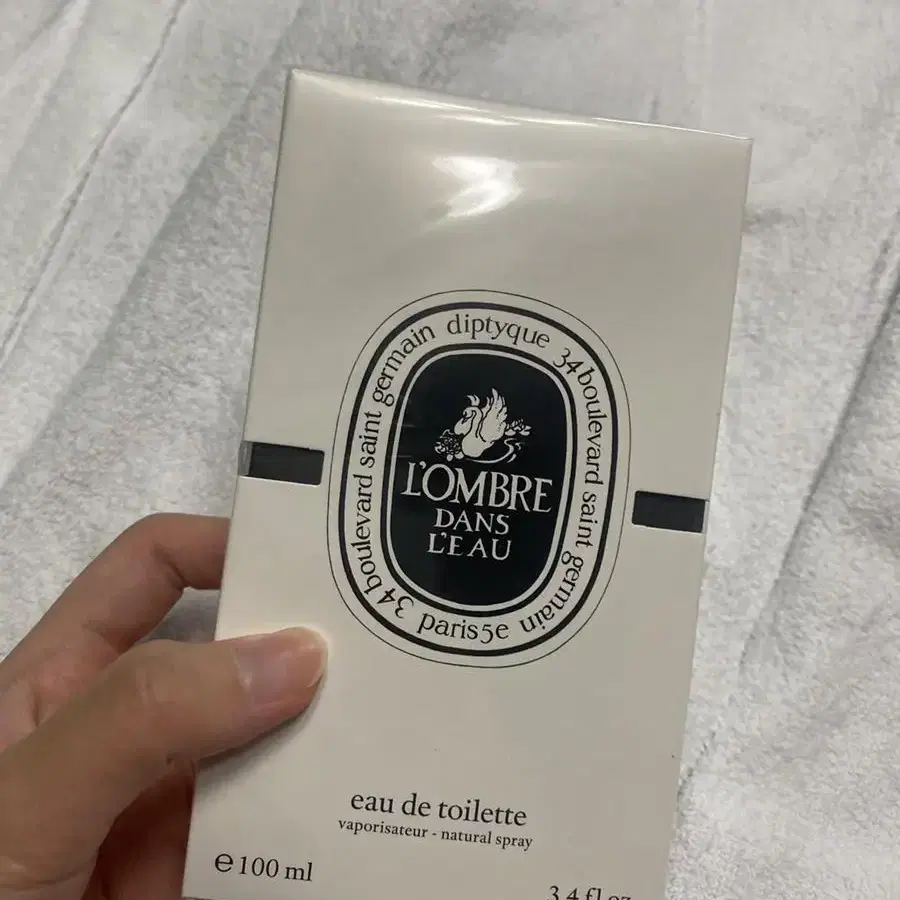 diptyque 34 boulevard saint germain paris5e 34 boulevard saint germain
L'OMBRE
DANS
L'EAU
eau de toilette
vaporisateur - natural spray
e 100 ml
3.4 fl oz